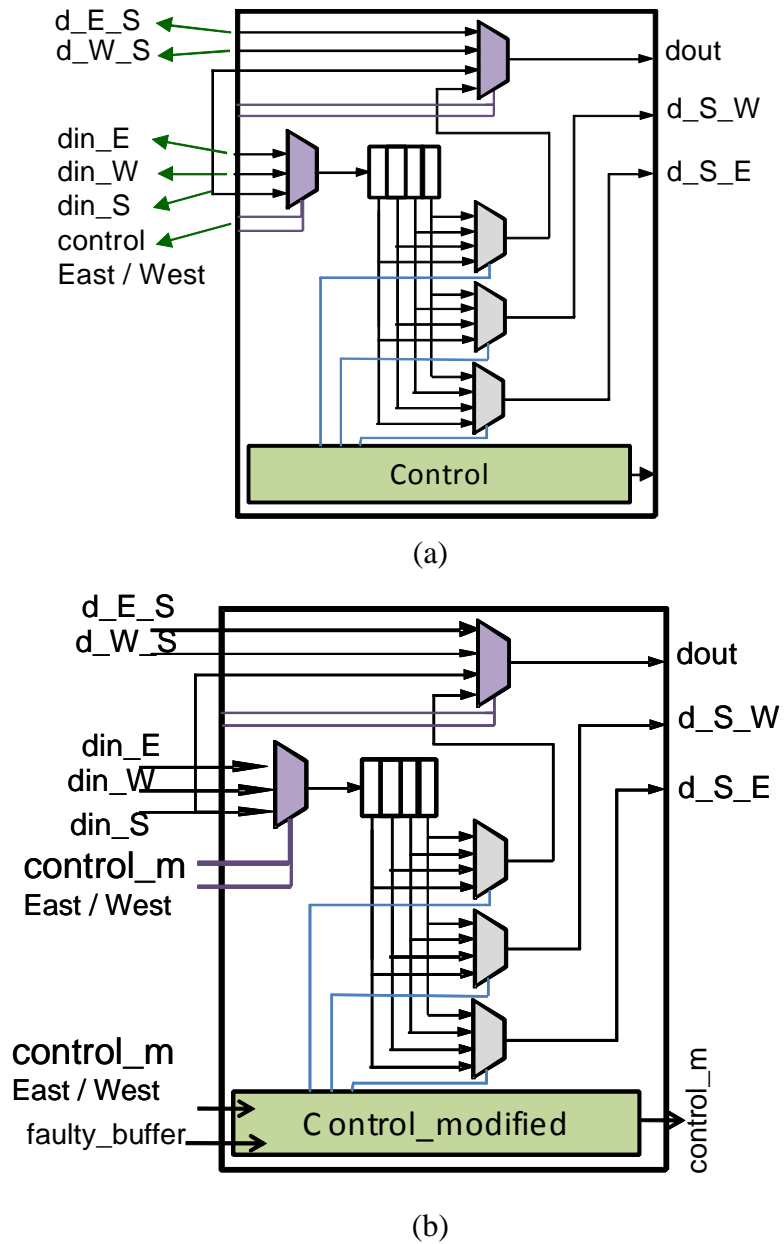 d_E_S
d_W_S
dout
d_S_W
din_E
din_W
d_S_E
din_S
control
East / West
Control
(a)
d_E_S
d_W_S
dout
d_S_W
din_E
din_W
d_S_E
din_S
control_m
East / West
control_m
East / West
faulty_buffer
Control_modified
control_m
(b)